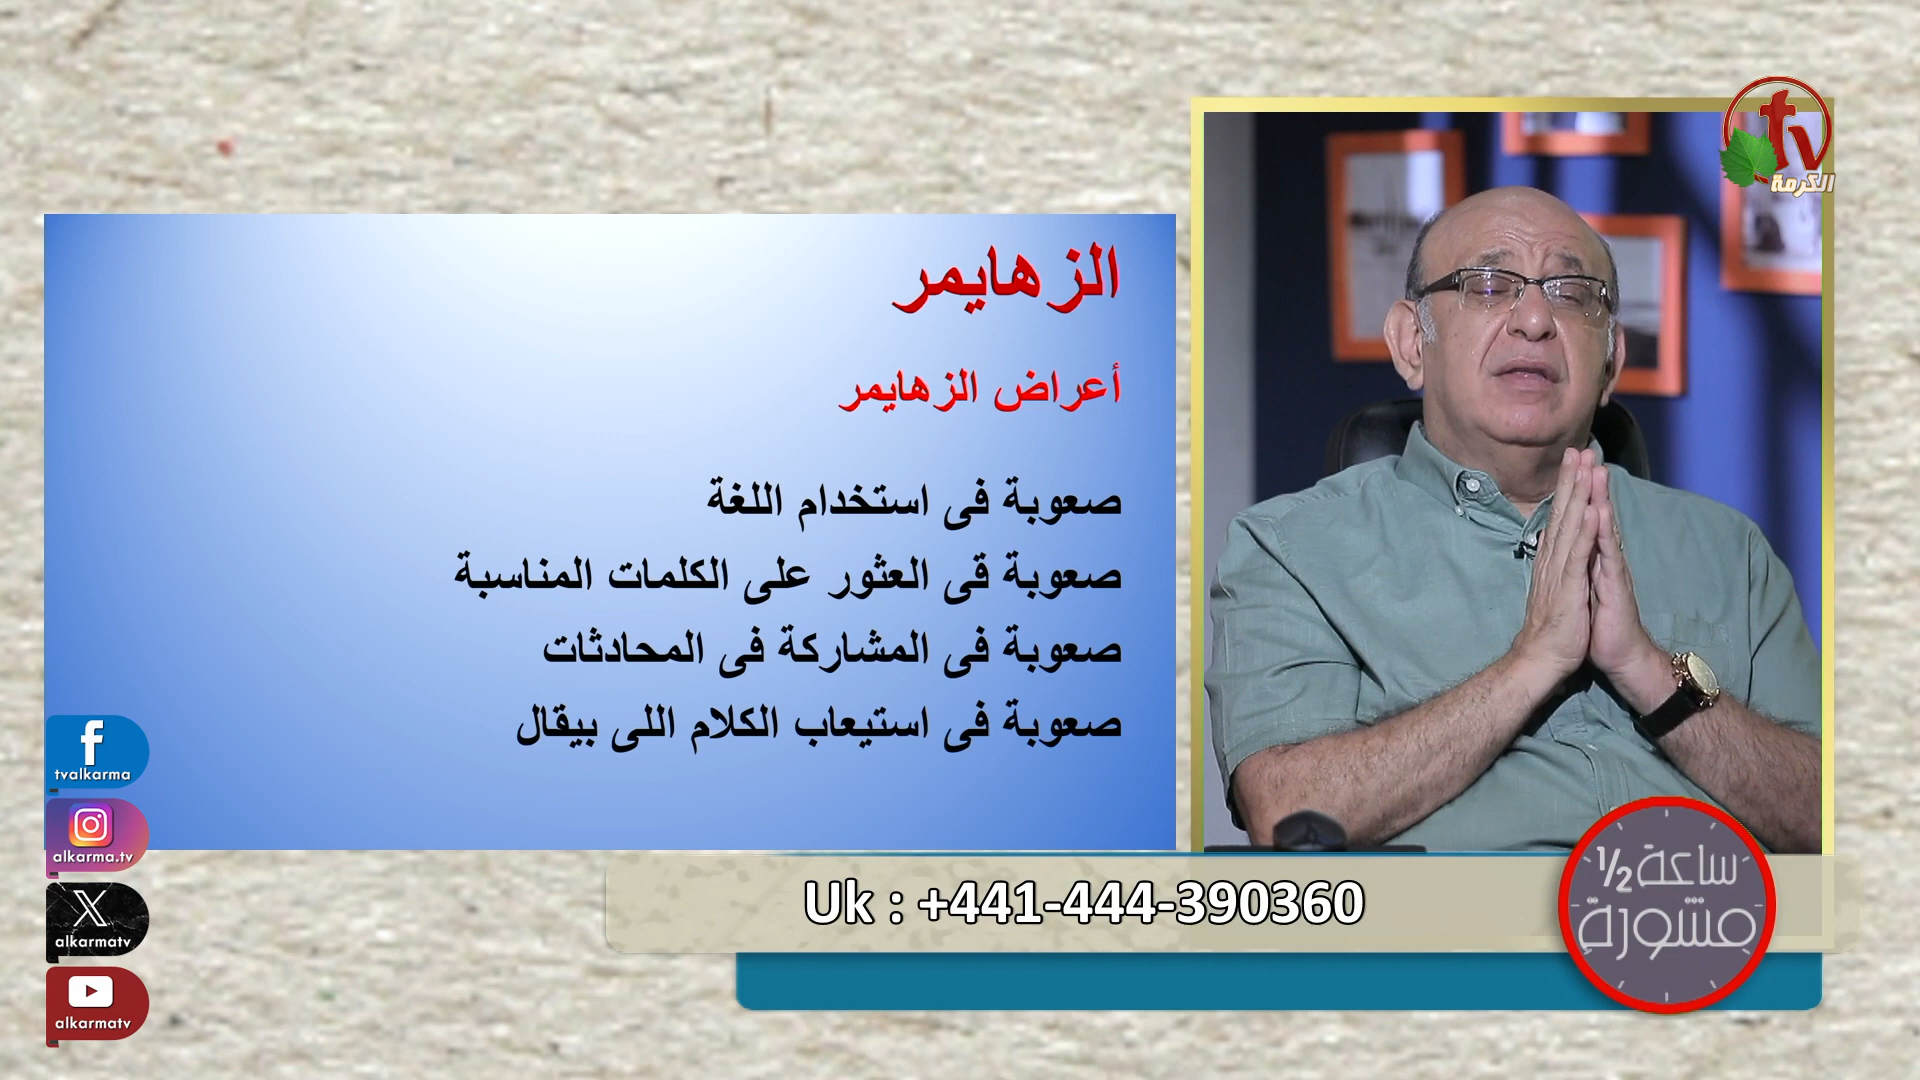 الزهايمر
أعراض الزهايمر
صعوبة فى استخدام اللغة
صعوبة قى العثور على الكلمات المناسبة
صعوبة فى المشاركة فى المحادثات
صعوبة فى استيعاب الكلام اللى بيقال
tv
الكرمة
f
tvalkarma
alkarma.tv
X
alkarmatv
alkarmatv
Uk : +441-444-390360
½ ساعة
مشورة